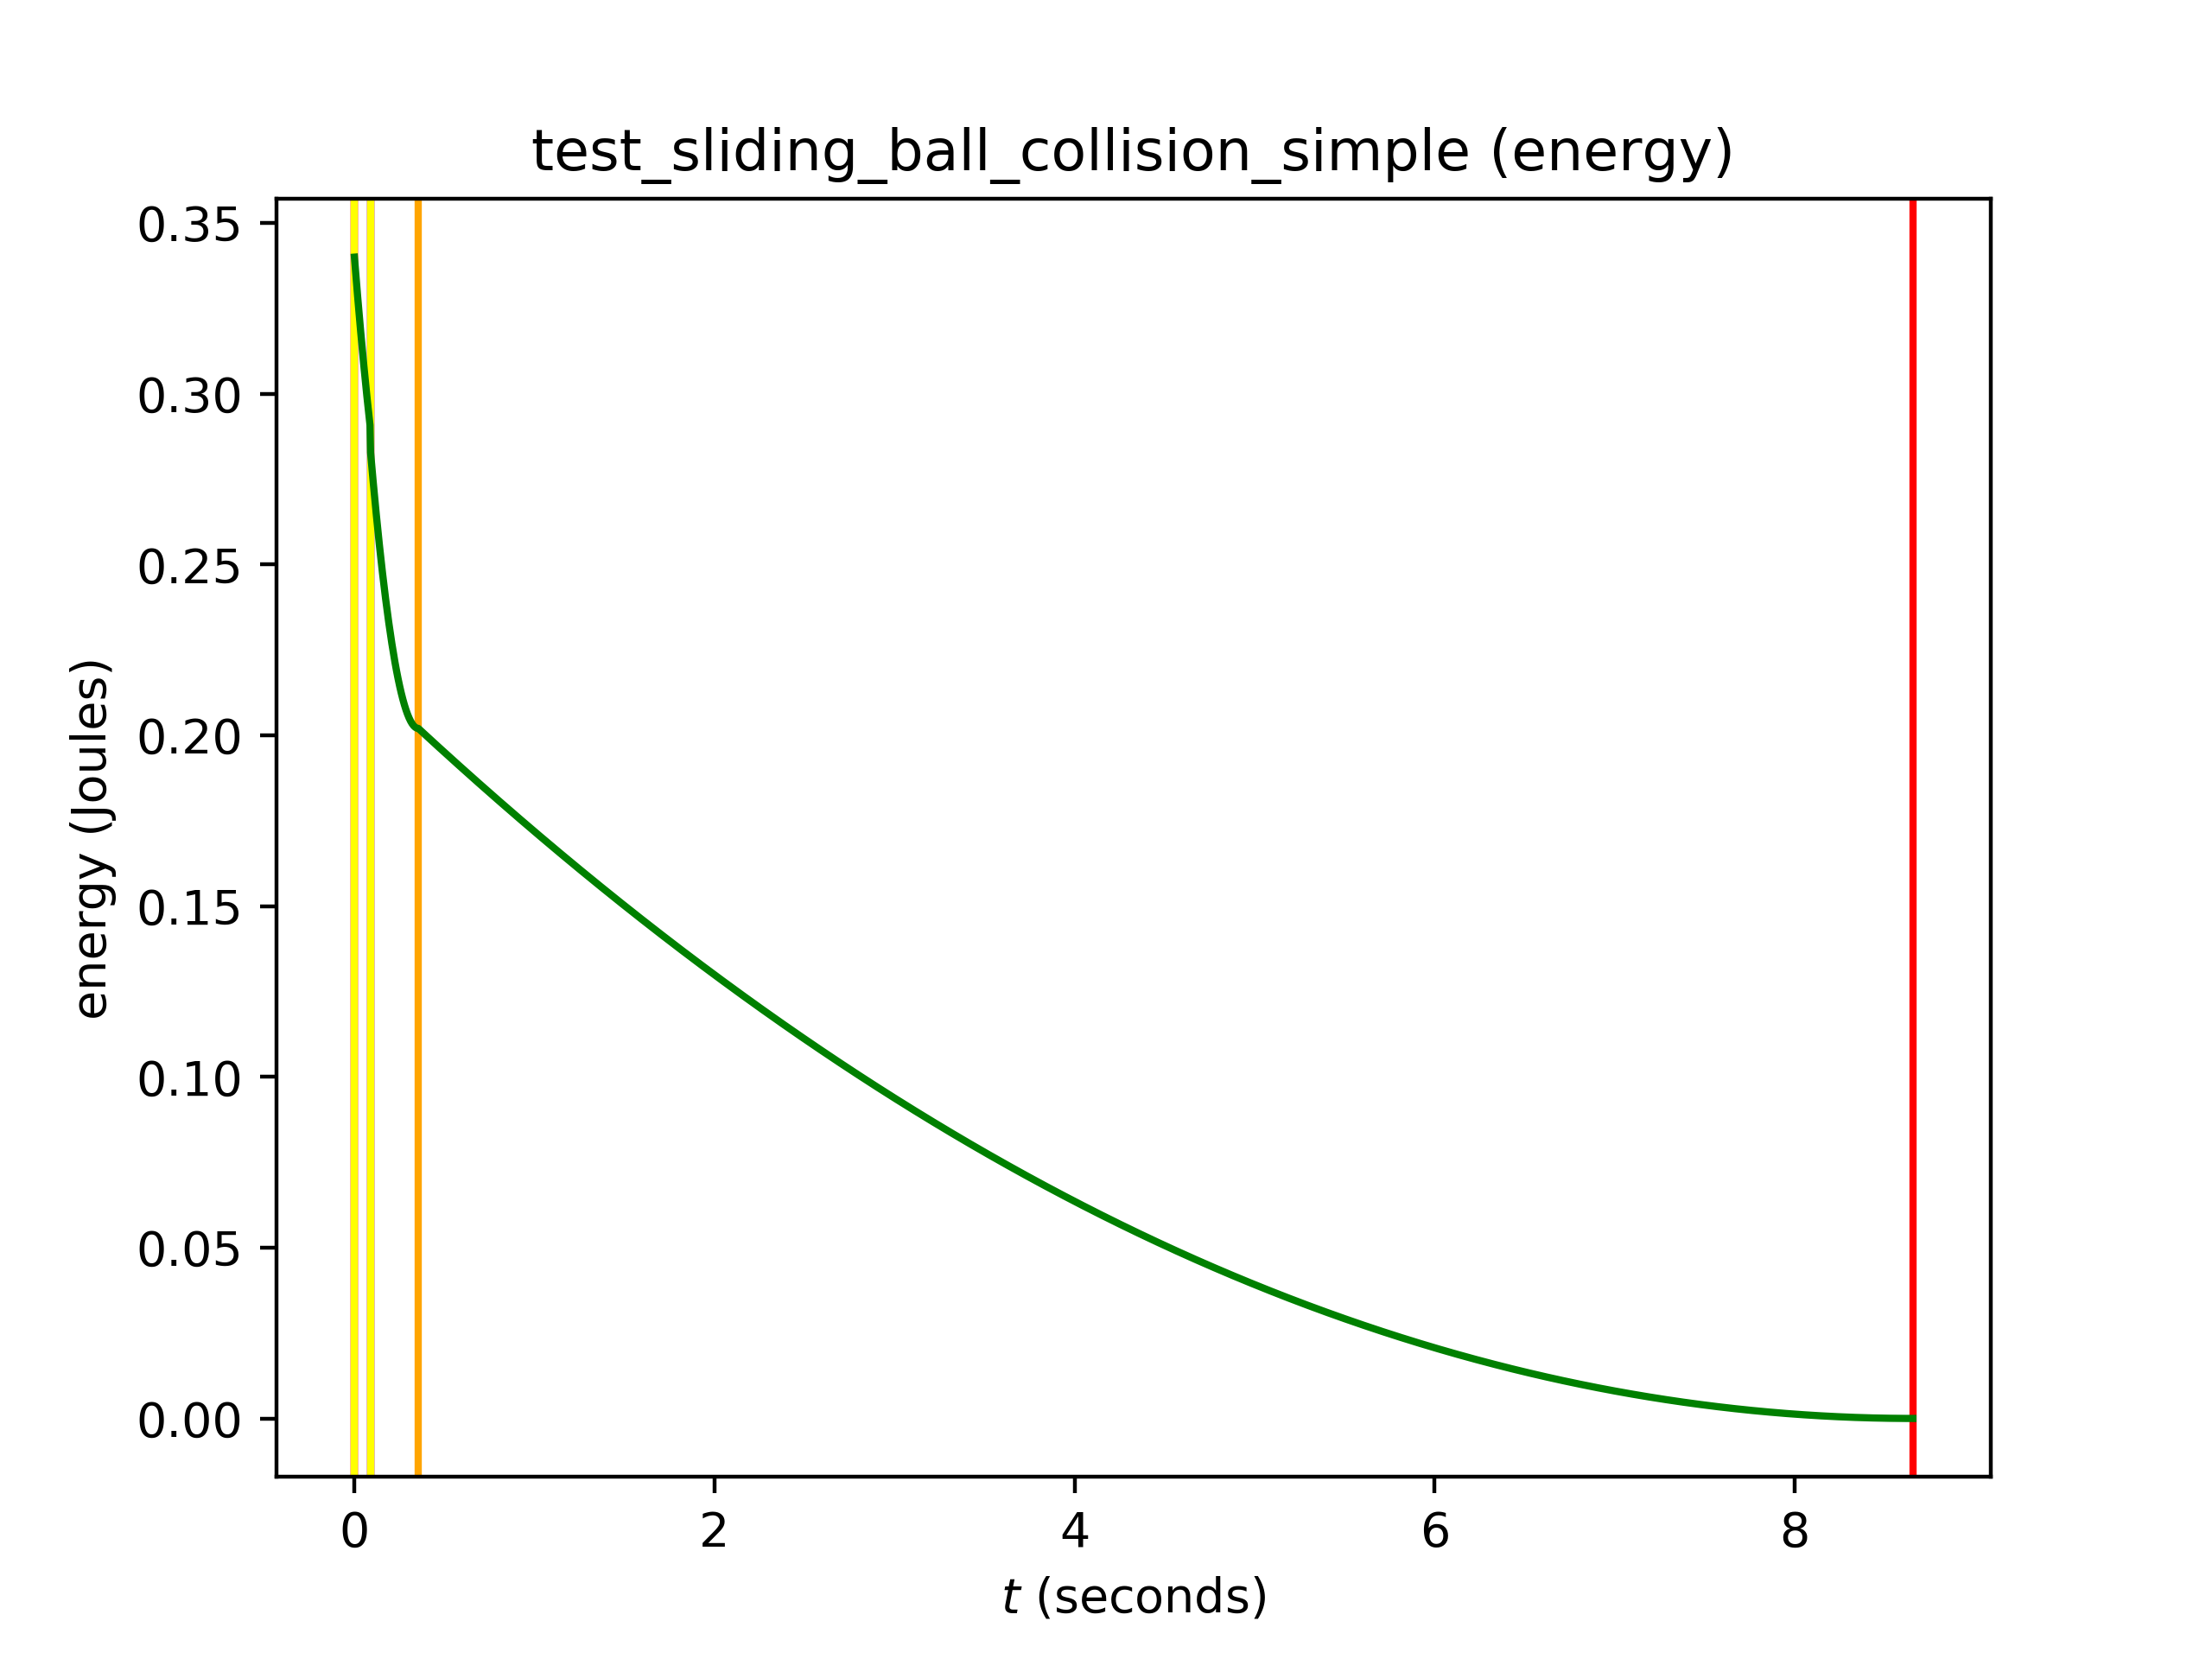 test_sliding_ball_collision_simple (energy)
0.35
0.30
0.25
0.20
0.15
0.10
0.05
0.00
energy (Joules)
0 2 4 6 8
t (seconds)